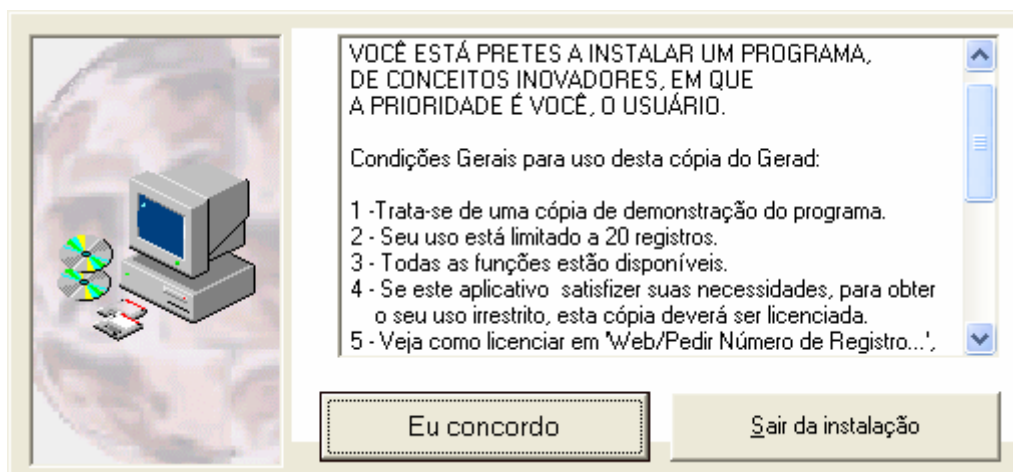 VOCÊ ESTÁ PRETES A INSTALAR UM PROGRAMA,
DE CONCEITOS INOVADORES, EM QUE
A PRIORIDADE É VOCÊ, O USUÁRIO.
Condições Gerais para uso desta cópia do Gerad:
1 -Trata-se de uma cópia de demonstração do programa.
2 - Seu uso está limitado a 20 registros.
3 - Todas as funções estão disponíveis.
4 - Se este aplicativo satisfizer suas necessidades, para obter
o seu uso irrestrito, esta cópia deverá ser licenciada.
5 - Veja como licenciar em 'Web/Pedir Número de Registro...',
Eu concordo
Sair da instalação